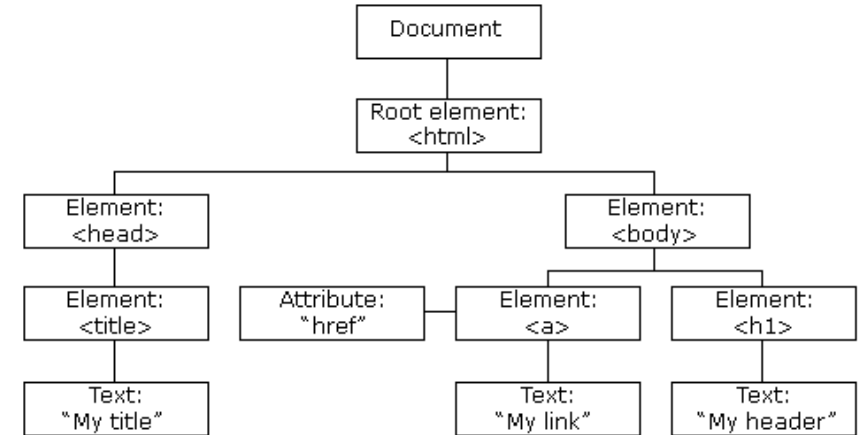 Document
Root element:
<html>
Element:
<head>
Element:
<body>
Element:
<title>
Attribute:
“href”
Element:
<a>
Element:
<h1>
Text:
“My title”
Text:
“My link”
Text:
“My header”